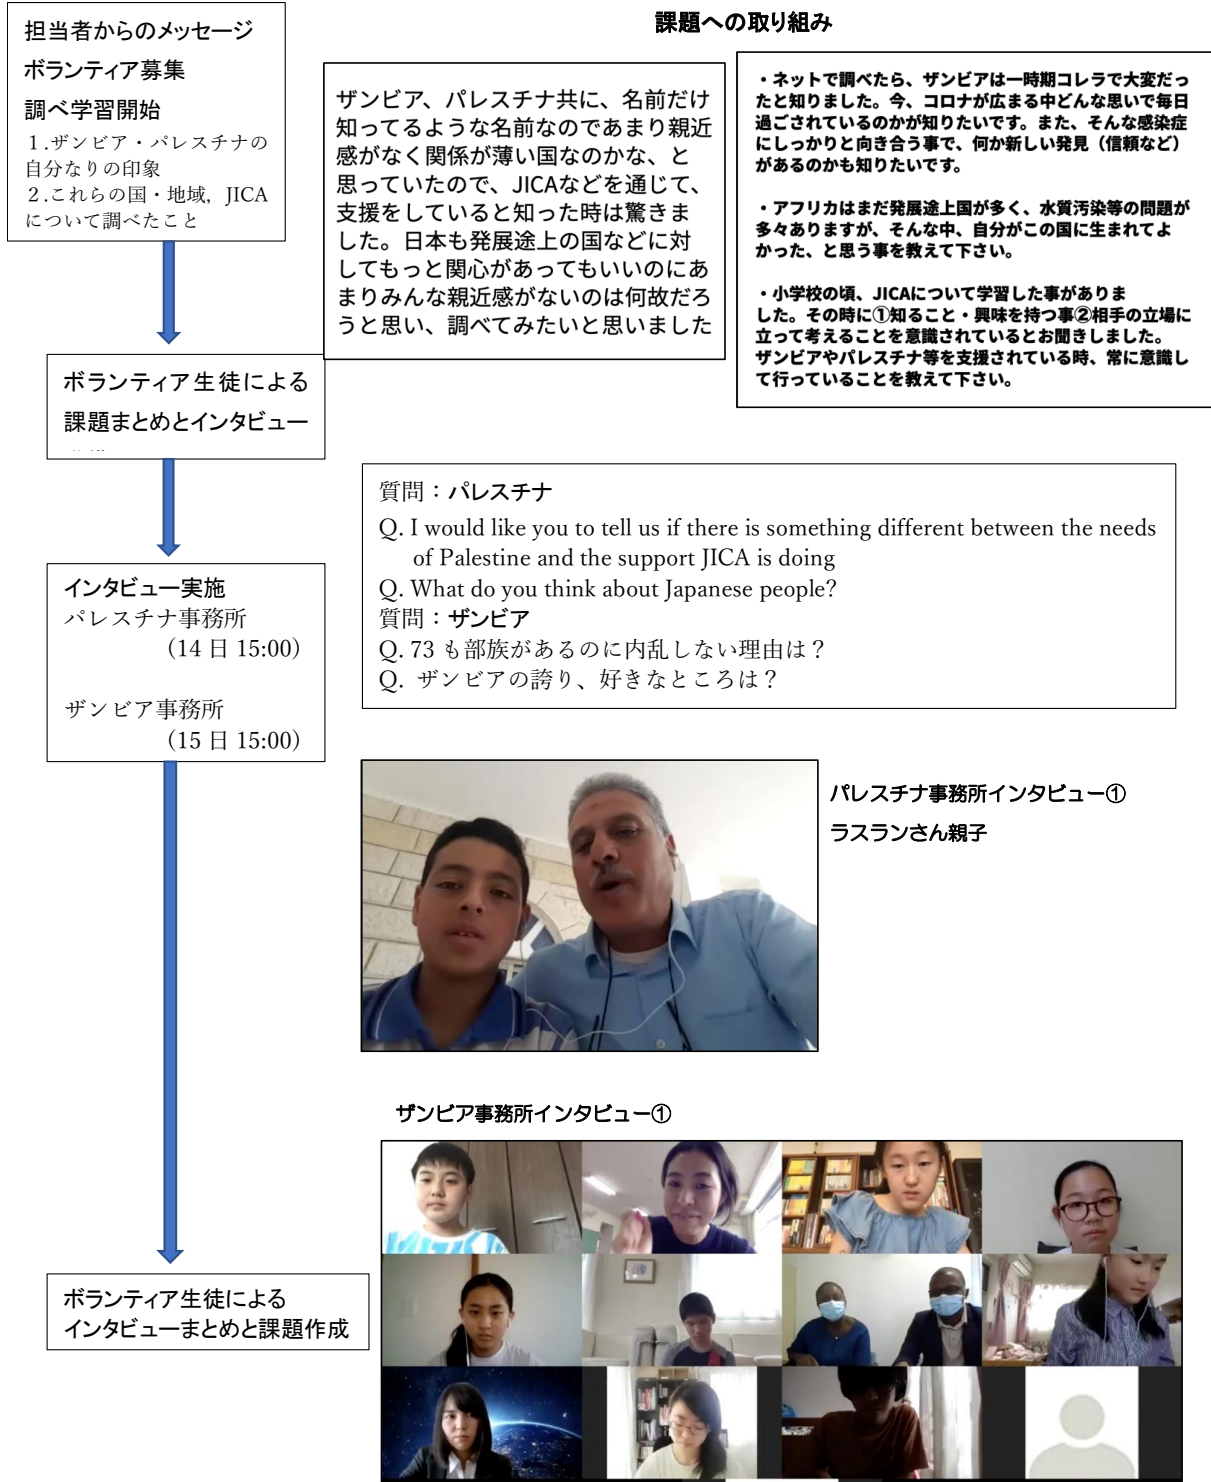 担当者からのメッセージ
ボランティア募集
調べ学習開始
１.ザンビア・パレスチナの
自分なりの印象
２.これらの国・地域，JICA
について調べたこと
課題への取り組み
ザンビア、パレスチナ共に、名前だけ
知ってるような名前なのであまり親近
感がなく関係が薄い国なのかな、と
思っていたので、JICAなどを通じて、
支援をしていると知った時は驚きま
した。日本も発展途上の国などに対
してもっと関心があってもいいのにあ
まりみんな親近感がないのは何故だろ
うと思い、調べてみたいと思いました
・ネットで調べたら、ザンビアは一時期コレラで大変だっ
たと知りました。今、コロナが広まる中どんな思いで毎日
過ごされているのかが知りたいです。また、そんな感染症
にしっかりと向き合う事で、何か新しい発見（信頼など）
があるのかも知りたいです。
・アフリカはまだ発展途上国が多く、水質汚染等の問題が
多々ありますが、そんな中、自分がこの国に生まれてよ
かった、と思う事を教えて下さい。
・小学校の頃、JICAについて学習した事がありま
した。その時に①知ること・興味を持つ事②相手の立場に
立って考えることを意識されているとお聞きしました。
ザンビアやパレスチナ等を支援されている時、常に意識し
て行っていることを教えて下さい。
ボランティア生徒による
課題まとめとインタビュー
質問：パレスチナ
Q. I would like you to tell us if there is something different between the needs
of Palestine and the support JICA is doing
Q. What do you think about Japanese people?
質問：ザンビア
Q. 73 も部族があるのに内乱しない理由は？
Q. ザンビアの誇り、好きなところは？
インタビュー実施
パレスチナ事務所
（14 日 15:00）
ザンビア事務所
（15 日 15:00）
パレスチナ事務所インタビュー①
ラスランさん親子
ザンビア事務所インタビュー①
ボランティア生徒による
インタビューまとめと課題作成